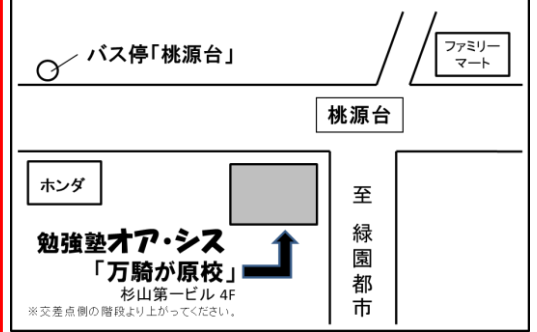 バス停「桃源台」
ファミリー
マート
桃源台
ホンダ
至 緑園都市
勉強塾オア・シス
「万騎が原校」
杉山第一ビル 4F
※交差点側の階段より上がってください。